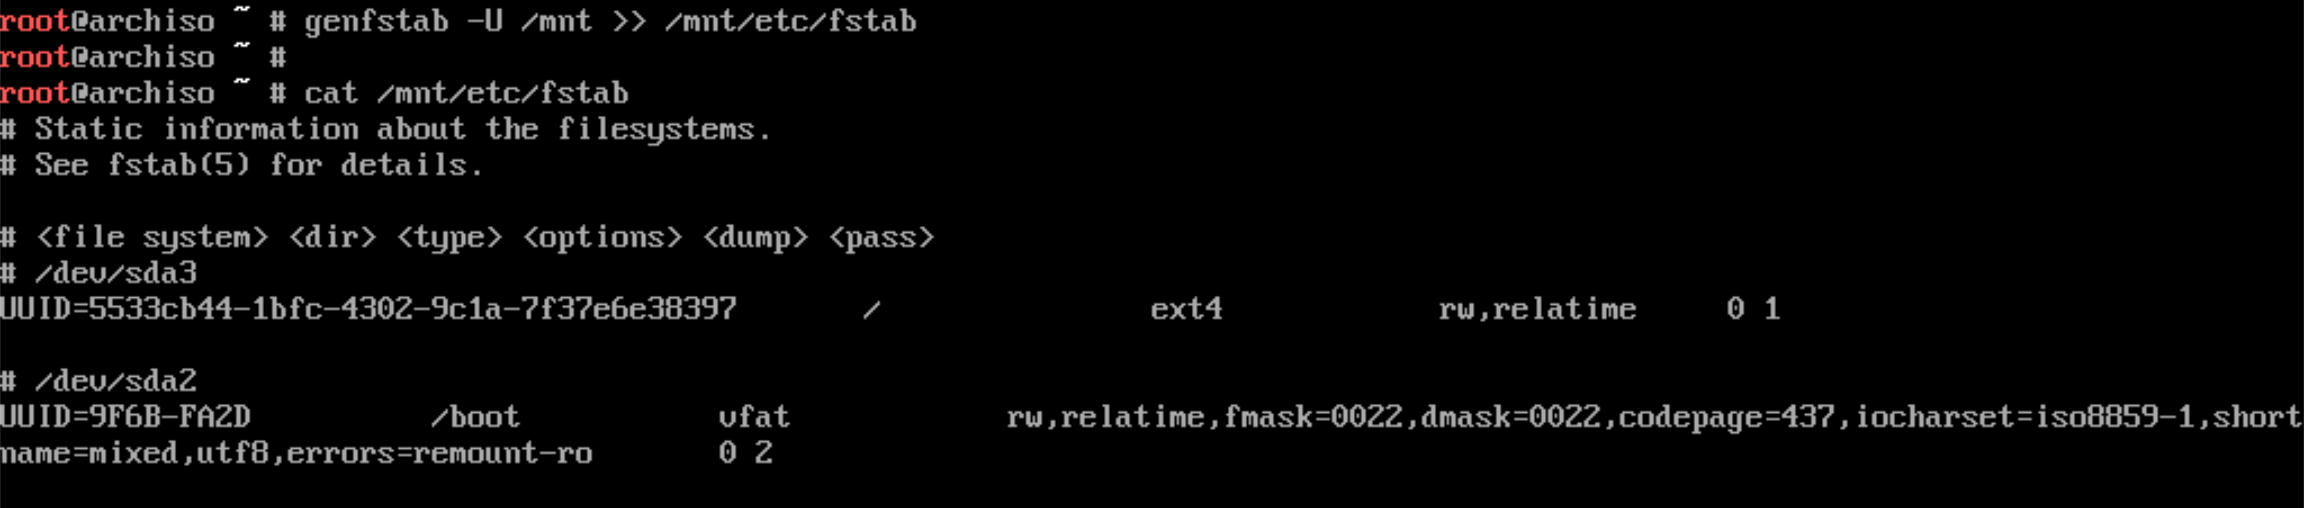 root@archiso ~ # genfstab -U /mnt >> /mnt/etc/fstab
root@archiso ~ #
root@archiso ~ # cat /mnt/etc/fstab
# Static information about the filesystems.
# See fstab(5) for details.

# <file system> <dir> <type> <options> <dump> <pass>
# /dev/sda3
UUID=5533cb44-1bfc-4302-9c1a-7f37e6e38397       /               ext4            rw,relatime     0 1

# /dev/sda2
UUID=9F6B-FA2D          /boot           vfat            rw,relatime,fmask=0022,dmask=0022,codepage=437,iocharset=iso8859-1,short
name=mixed,utf8,errors=remount-ro       0 2